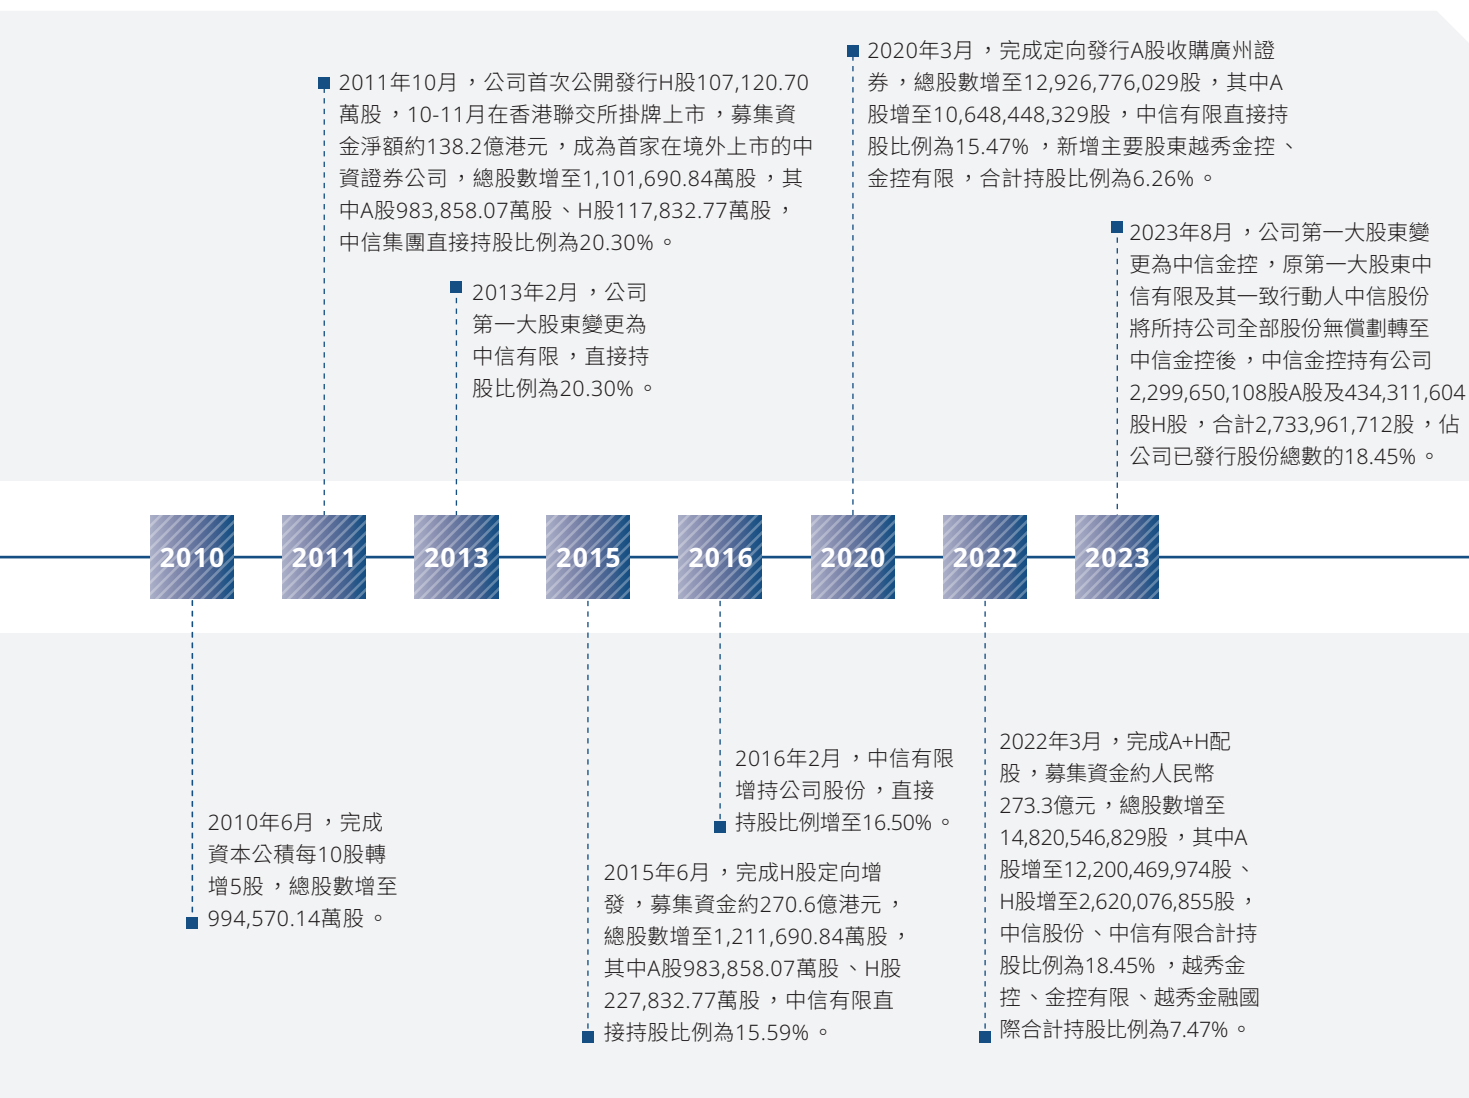 2011年10月，公司首次公開發行H股107,120.70
萬股，10-11月在香港聯交所掛牌上市，募集資
金淨額約138.2億港元，成為首家在境外上市的中
資證券公司，總股數增至1,101,690.84萬股，其
中A股983,858.07萬股、H股117,832.77萬股，
中信集團直接持股比例為20.30%。
2013年2月，公司
第一大股東變更為
中信有限，直接持
股比例為20.30%。
2020年3月，完成定向發行A股收購廣州證
券，總股數增至12,926,776,029股，其中A
股增至10,648,448,329股，中信有限直接持
股比例為15.47%，新增主要股東越秀金控、
金控有限，合計持股比例為6.26%。
2023年8月，公司第一大股東變
更為中信金控，原第一大股東中
信有限及其一致行動人中信股份
將所持公司全部股份無償劃轉至
中信金控後，中信金控持有公司
2,299,650,108股A股及434,311,604
股H股，合計2,733,961,712股，佔
公司已發行股份總數的18.45%。
2010
2011
2013
2015
2016
2020
2022
2023
2010年6月，完成
資本公積每10股轉
增5股，總股數增至
994,570.14萬股。
2015年6月，完成H股定向增
發，募集資金約270.6億港元，
總股數增至1,211,690.84萬股，
其中A股983,858.07萬股、H股
227,832.77萬股，中信有限直
接持股比例為15.59%。
2016年2月，中信有限
增持公司股份，直接
持股比例增至16.50%。
2022年3月，完成A+H配
股，募集資金約人民幣
273.3億元，總股數增至
14,820,546,829股，其中A
股增至12,200,469,974股、
H股增至2,620,076,855股，
中信股份、中信有限合計持
股比例為18.45%，越秀金
控、金控有限、越秀金融國
際合計持股比例為7.47%。